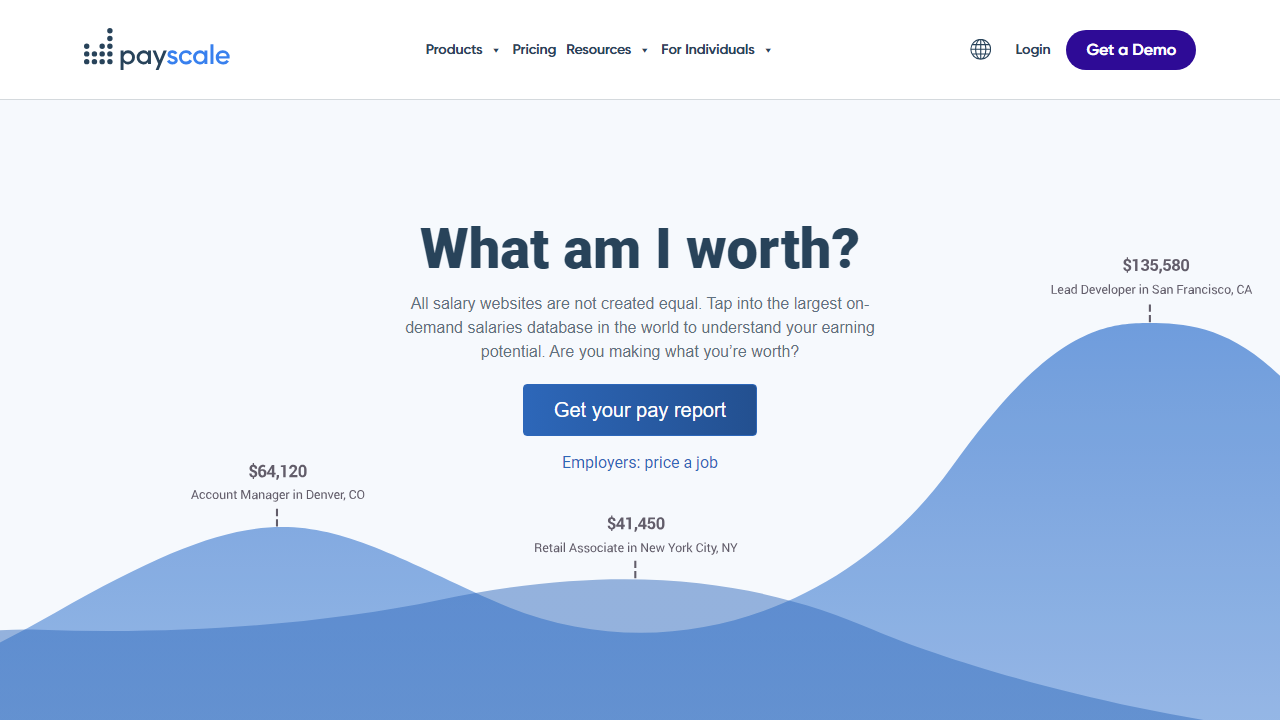 payscale
Products
Pricing
Resources
For Individuals
Login
Get a Demo
What am I worth?
All salary websites are not created equal. Tap into the largest on-
demand salaries database in the world to understand your earning
potential. Are you making what you’re worth?
Get your pay report
Employers: price a job
$135,580
Lead Developer in San Francisco, CA
$64,120
Account Manager in Denver, CO
$41,450
Retail Associate in New York City, NY